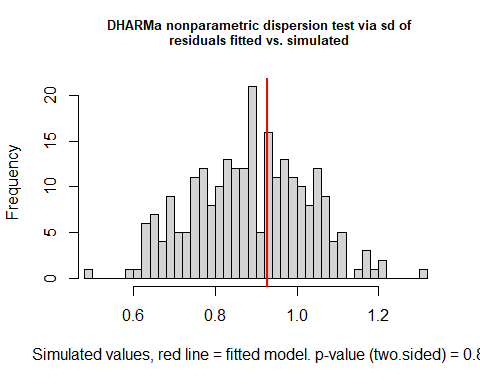 DHARMa nonparametric dispersion test via sd of
residuals fitted vs. simulated
Frequency
20
15
10
5
0
0.6 0.8 1.0 1.2
Simulated values, red line = fitted model. p-value (two.sided) = 0.8